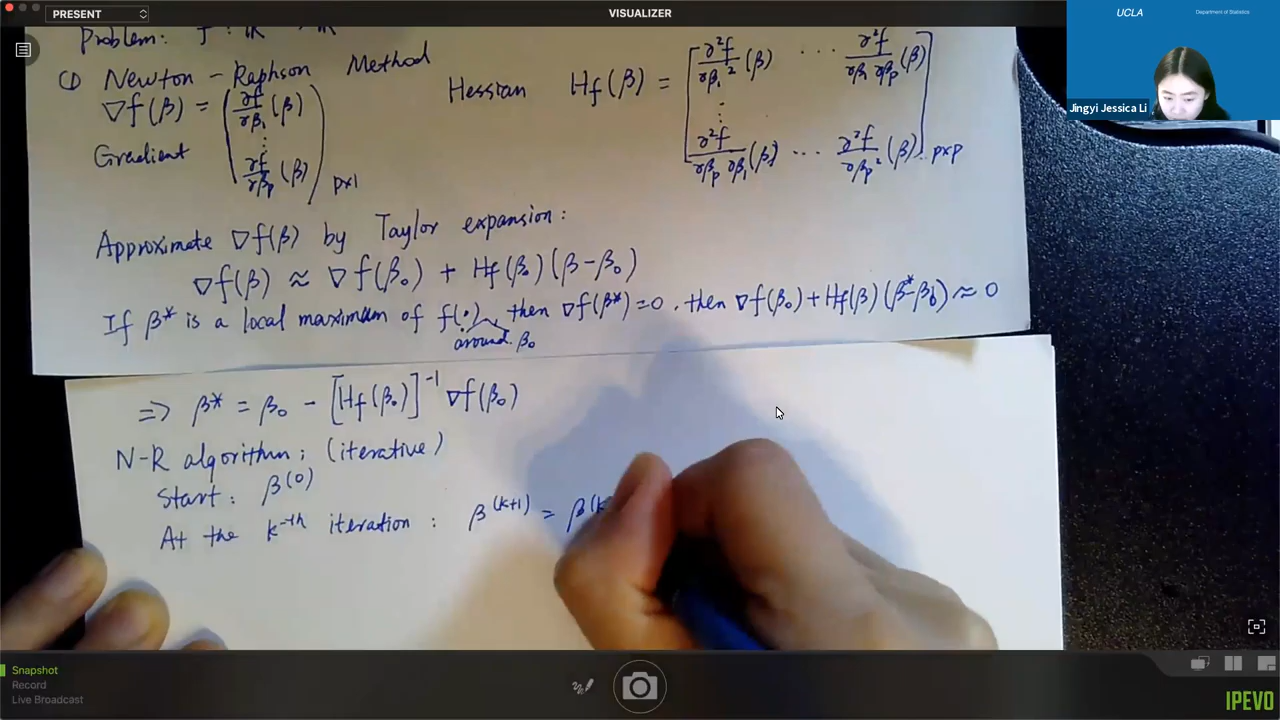 PRESENT
VISUALIZER
UCLA
Department of Statistics
Jingyi Jessica Li
Problem: f: ℝ → ℝ
① Newton - Raphson Method
∇f(β) = (∂f/∂β₁ (β) ⋮ ∂f/∂βₚ (β)) p×1
Gradient
Hessian Hf(β) = [∂²f/∂β₁² (β) ⋯ ∂²f/∂β₁ ∂βₚ (β)
⋮
∂²f/∂βₚ ∂β₁ (β) ⋯ ∂²f/∂βₚ² (β)] p×p
Approximate ∇f(β) by Taylor expansion:
∇f(β) ≈ ∇f(β₀) + Hf(β₀)(β-β₀)
If β* is a local maximum of f(·), then ∇f(β*)=0, then ∇f(β₀)+Hf(β)(β*-β₀) ≈ 0
around β₀
=> β* = β₀ - [Hf(β₀)]⁻¹ ∇f(β₀)
N-R algorithm: (iterative)
Start: β⁽⁰⁾
At the k⁻ᵗʰ iteration: β⁽ᵏ⁺¹⁾ = β⁽ᵏ
Snapshot
Record
Live Broadcast
IPEVO